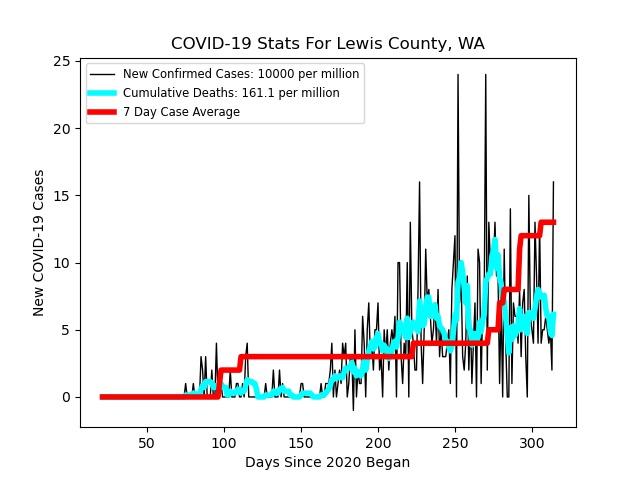 COVID-19 Stats For Lewis County, WA
New Confirmed Cases: 10000 per million
Cumulative Deaths: 161.1 per million
7 Day Case Average
25
20
15
10
5
0
New COVID-19 Cases
50 100 150 200 250 300
Days Since 2020 Began